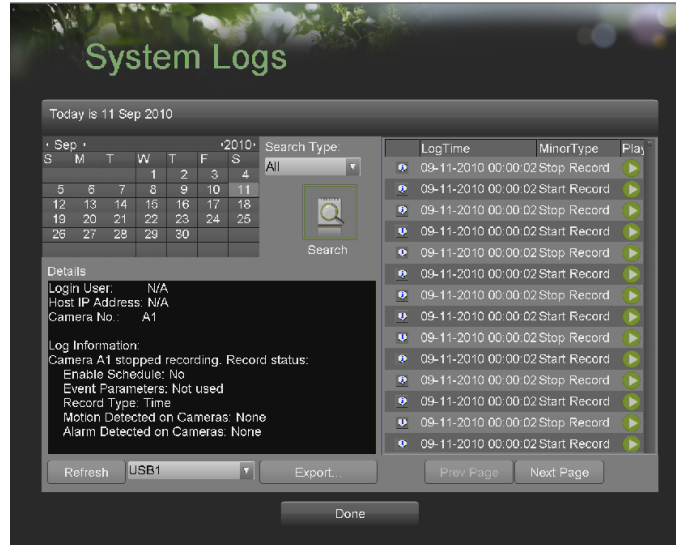 System Logs
Today is 11 Sep 2010
Sep 2010
S M T W T F S
1 2 3 4
5 6 7 8 9 10 11
12 13 14 15 16 17 18
19 20 21 22 23 24 25
26 27 28 29 30
Search Type:
All
Search
Details
Login User: N/A
Host IP Address: N/A
Camera No.: A1
Log Information:
Camera A1 stopped recording. Record status:
Enable Schedule: No
Event Parameters: Not used
Record Type: Time
Motion Detected on Cameras: None
Alarm Detected on Cameras: None
Refresh USB1 Export...
LogTime MinorType Play
09-11-2010 00:00:02 Stop Record
09-11-2010 00:00:02 Start Record
09-11-2010 00:00:02 Stop Record
09-11-2010 00:00:02 Start Record
09-11-2010 00:00:02 Stop Record
09-11-2010 00:00:02 Start Record
09-11-2010 00:00:02 Stop Record
09-11-2010 00:00:02 Start Record
09-11-2010 00:00:02 Stop Record
09-11-2010 00:00:02 Start Record
09-11-2010 00:00:02 Stop Record
09-11-2010 00:00:02 Start Record
09-11-2010 00:00:02 Stop Record
09-11-2010 00:00:02 Start Record
Prev Page Next Page
Done